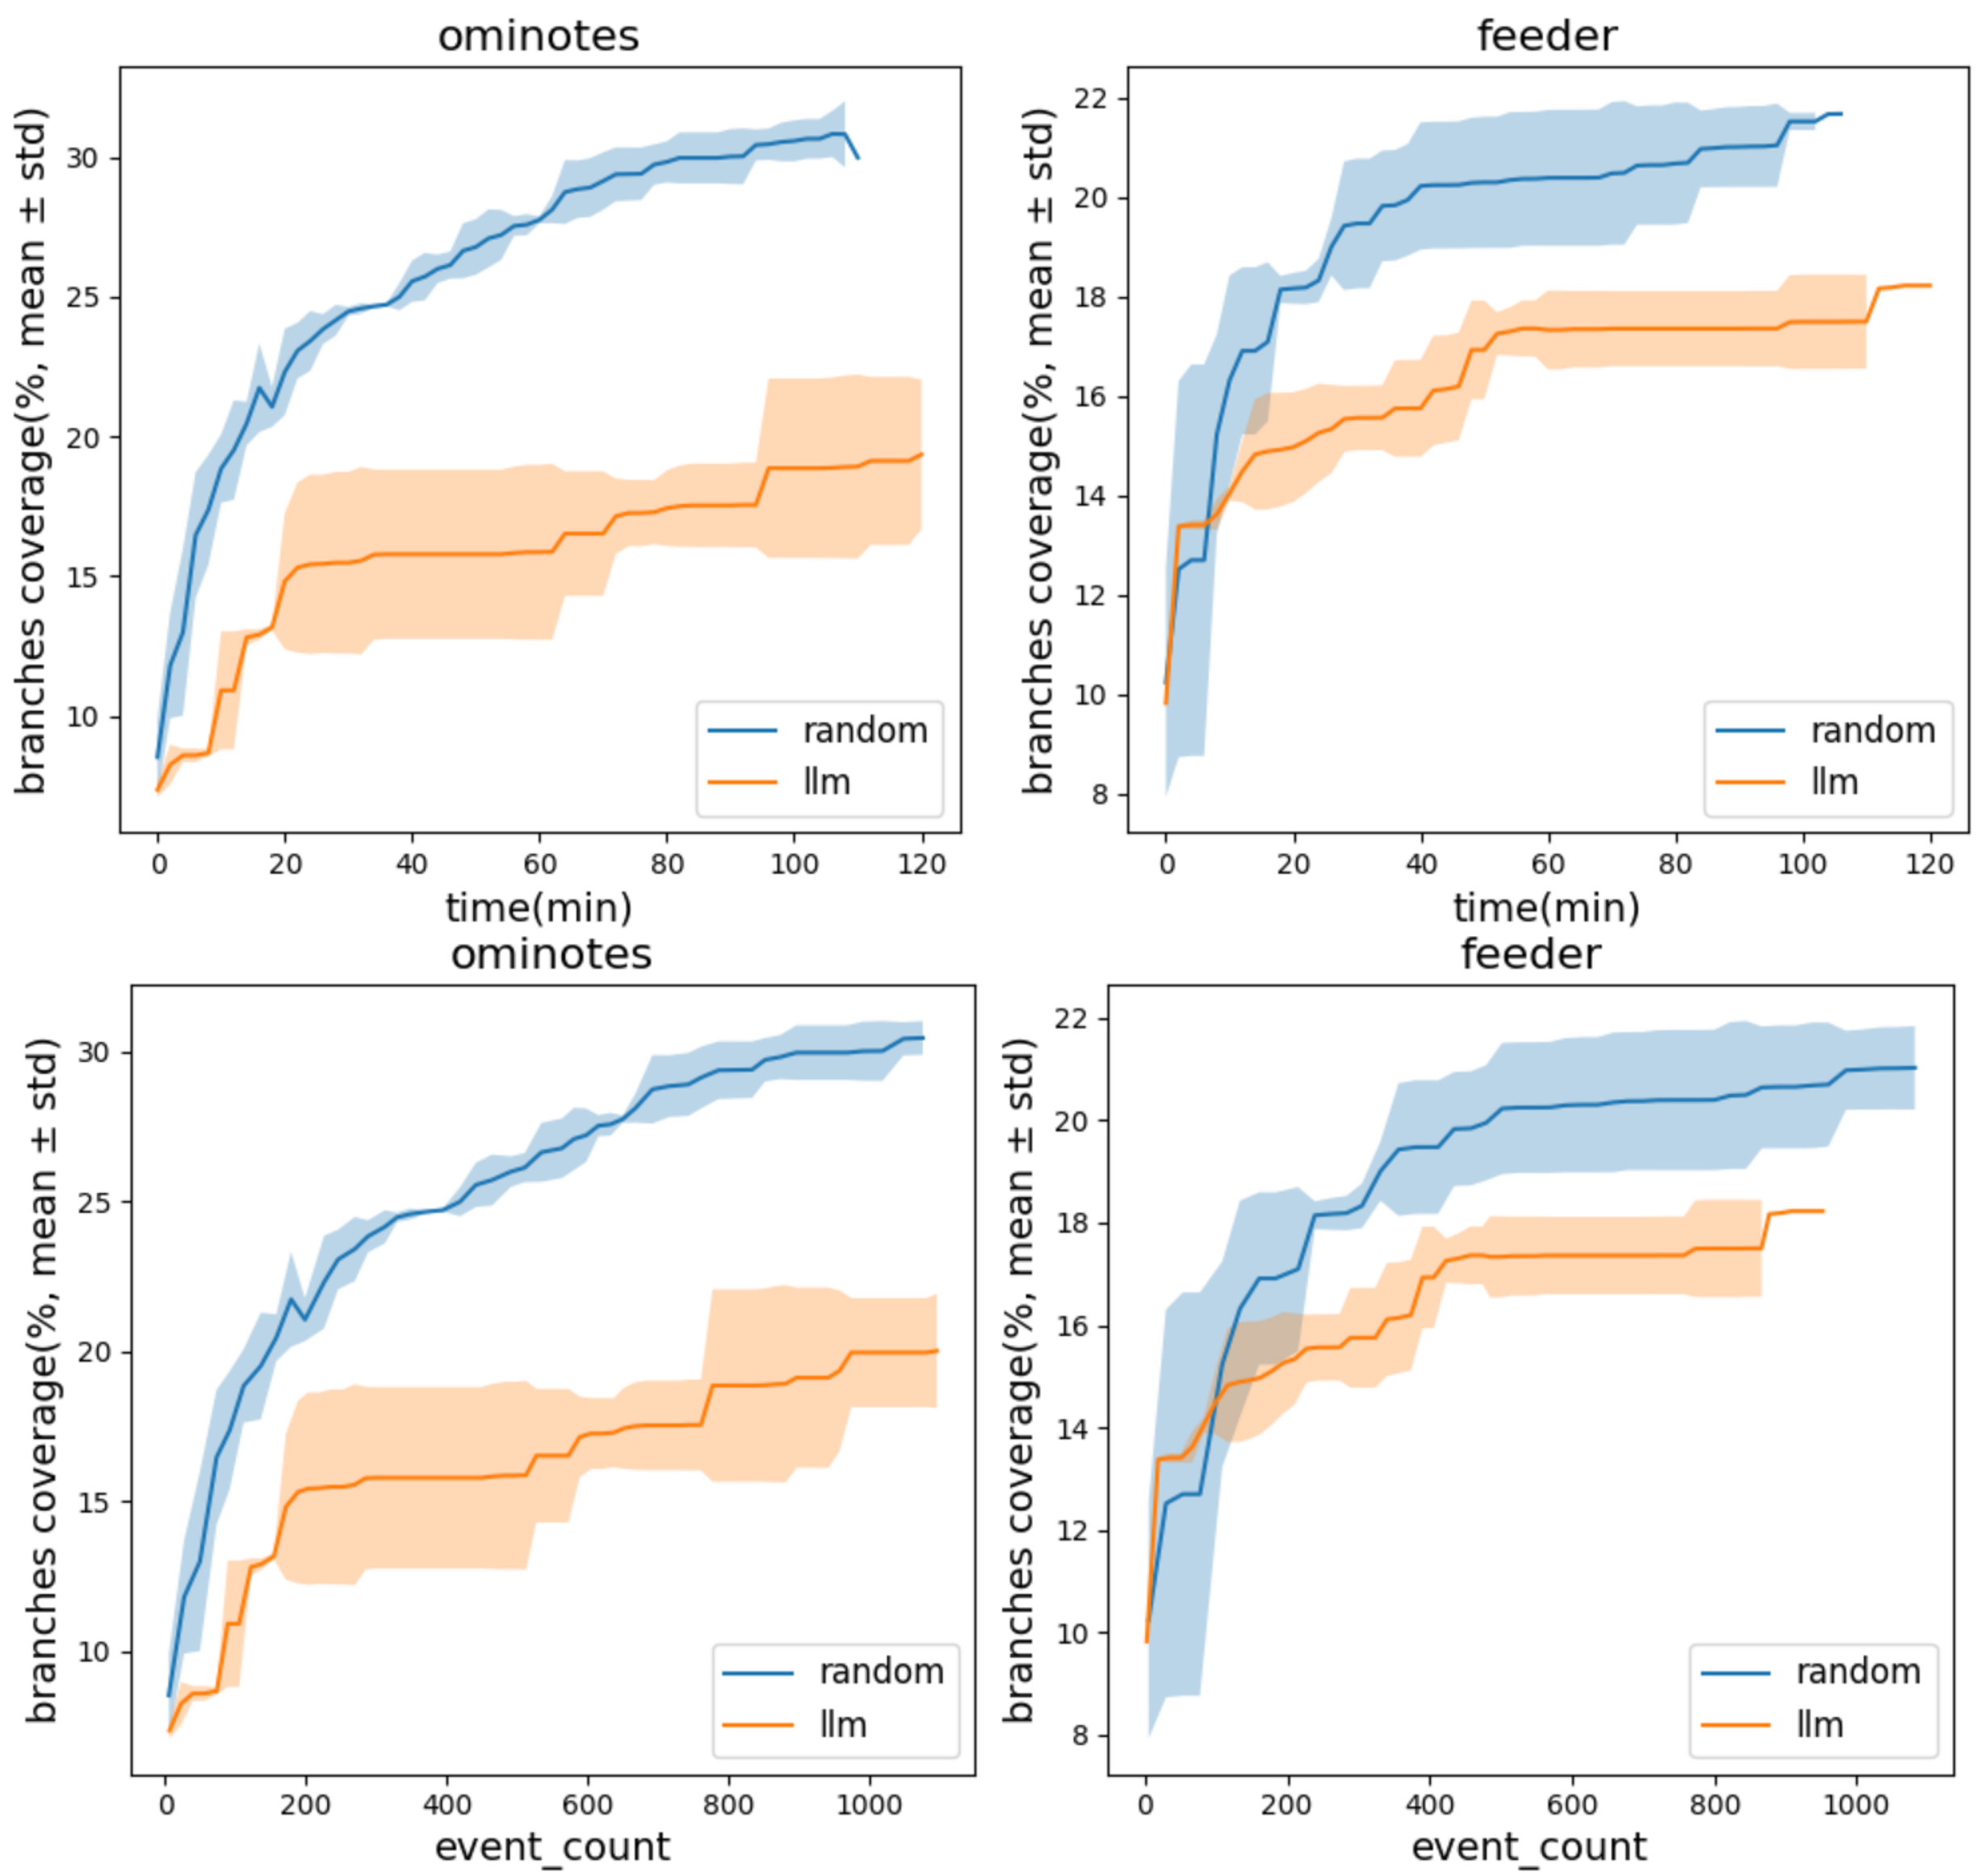 ominotes
branches coverage(%, mean ± std)
30
25
20
15
10
random
llm
0 20 40 60 80 100 120
time(min)
feeder
branches coverage(%, mean ± std)
22
20
18
16
14
12
10
8
random
llm
0 20 40 60 80 100 120
time(min)
ominotes
branches coverage(%, mean ± std)
30
25
20
15
10
random
llm
0 200 400 600 800 1000
event_count
feeder
branches coverage(%, mean ± std)
22
20
18
16
14
12
10
8
random
llm
0 200 400 600 800 1000
event_count